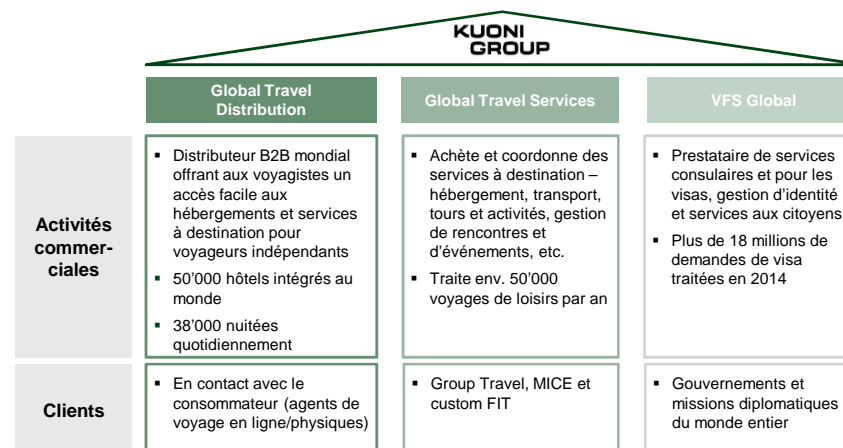 KUONI
GROUP
Global Travel
Distribution
Global Travel Services
VFS Global
Activités
commer-
ciales
▪ Distributeur B2B mondial
offrant aux voyagistes un
accès facile aux
hébergements et services
à destination pour
voyageurs indépendants
▪ 50'000 hôtels intégrés au
monde
▪ 38'000 nuitées
quotidiennement
▪ Achète et coordonne des
services à destination –
hébergement, transport,
tours et activités, gestion
de rencontres et
d'événements, etc.
▪ Traite env. 50'000
voyages de loisirs par an
▪ Prestataire de services
consulaires et pour les
visas, gestion d'identité
et services aux citoyens
▪ Plus de 18 millions de
demandes de visa
traitées en 2014
Clients
▪ En contact avec le
consommateur (agents de
voyage en ligne/physiques)
▪ Group Travel, MICE et
custom FIT
▪ Gouvernements et
missions diplomatiques
du monde entier